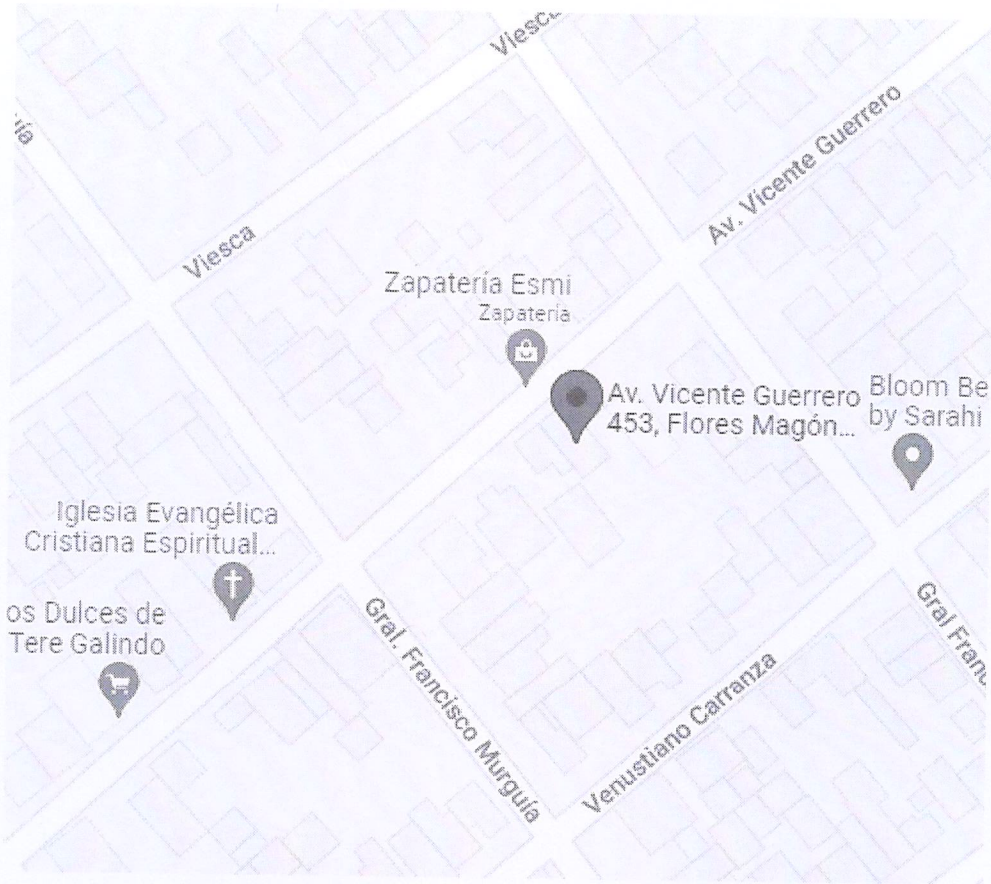 Viesca
Av. Vicente Guerrero
Viesca
Zapatería Esmi
Zapatería
Av. Vicente Guerrero
453, Flores Magón...
Bloom Be
by Sarahi
Iglesia Evangélica
Cristiana Espiritual...
os Dulces de
Tere Galindo
Gral. Francisco Murguía
Gral Franc
Venustiano Carranza